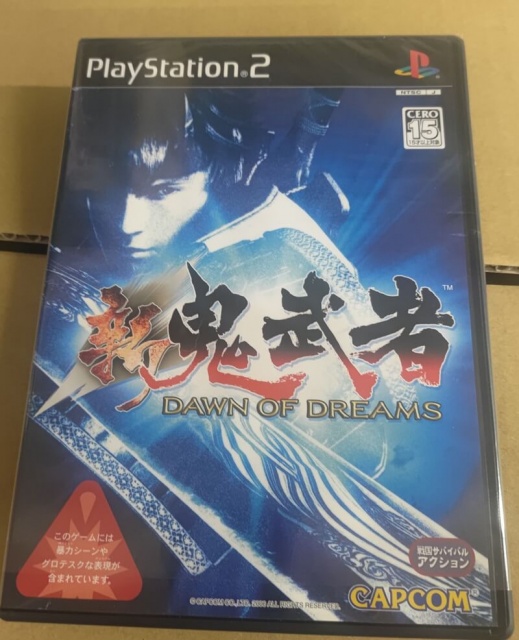 PlayStation®2
NTSC J
CERO
15
15才以上対象
新 鬼武者
TM
DAWN OF DREAMS
このゲームには
暴力シーンや
グロテスクな表現が
含まれています。
戦国サバイバル
アクション
©CAPCOM CO., LTD. 2006 ALL RIGHTS RESERVED.
CAPCOM